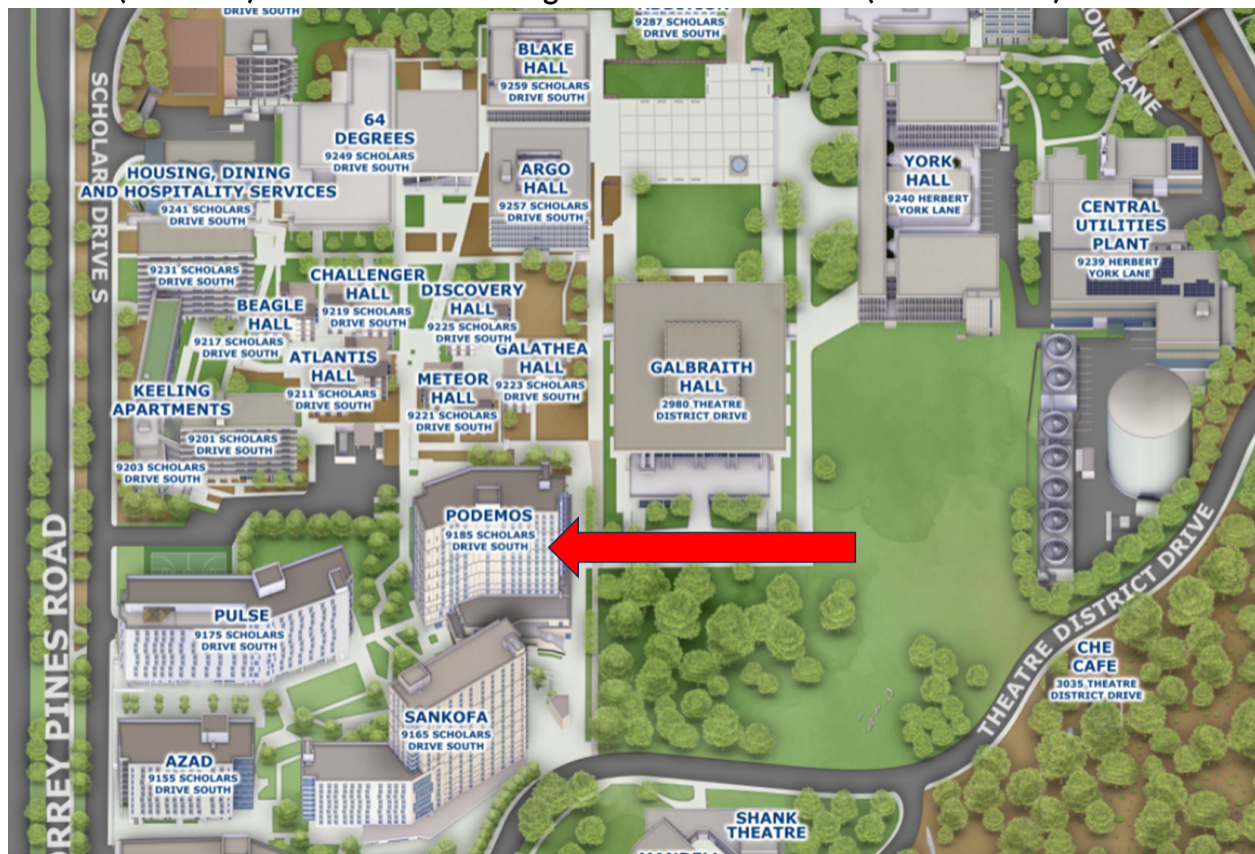 DRIVE SOUTH
9287 SCHOLARS
DRIVE SOUTH
BLAKE
HALL
9259 SCHOLARS
DRIVE SOUTH
SCHOLARS DRIVE S
64
DEGREES
9249 SCHOLARS
DRIVE SOUTH
ARGO
HALL
9257 SCHOLARS
DRIVE SOUTH
HOUSING, DINING
AND HOSPITALITY SERVICES
9241 SCHOLARS
DRIVE SOUTH
YORK
HALL
9240 HERBERT
YORK LANE
OVE LANE
CENTRAL
UTILITIES
PLANT
9239 HERBERT
YORK LANE
9231 SCHOLARS
DRIVE SOUTH
CHALLENGER
HALL
9219 SCHOLARS
DRIVE SOUTH
DISCOVERY
HALL
9225 SCHOLARS
DRIVE SOUTH
BEAGLE
HALL
9217 SCHOLARS
DRIVE SOUTH
ATLANTIS
HALL
9211 SCHOLARS
DRIVE SOUTH
GALATHEA
HALL
9223 SCHOLARS
DRIVE SOUTH
METEOR
HALL
9221 SCHOLARS
DRIVE SOUTH
GALBRAITH
HALL
2980 THEATRE
DISTRICT DRIVE
KEELING
APARTMENTS
9201 SCHOLARS
DRIVE SOUTH
9203 SCHOLARS
DRIVE SOUTH
PODEMOS
9185 SCHOLARS
DRIVE SOUTH
PULSE
9175 SCHOLARS
DRIVE SOUTH
ORREY PINES ROAD
THEATRE DISTRICT DRIVE
CHE
CAFE
3035 THEATRE
DISTRICT DRIVE
SANKOFA
9165 SCHOLARS
DRIVE SOUTH
AZAD
9155 SCHOLARS
DRIVE SOUTH
SHANK
THEATRE